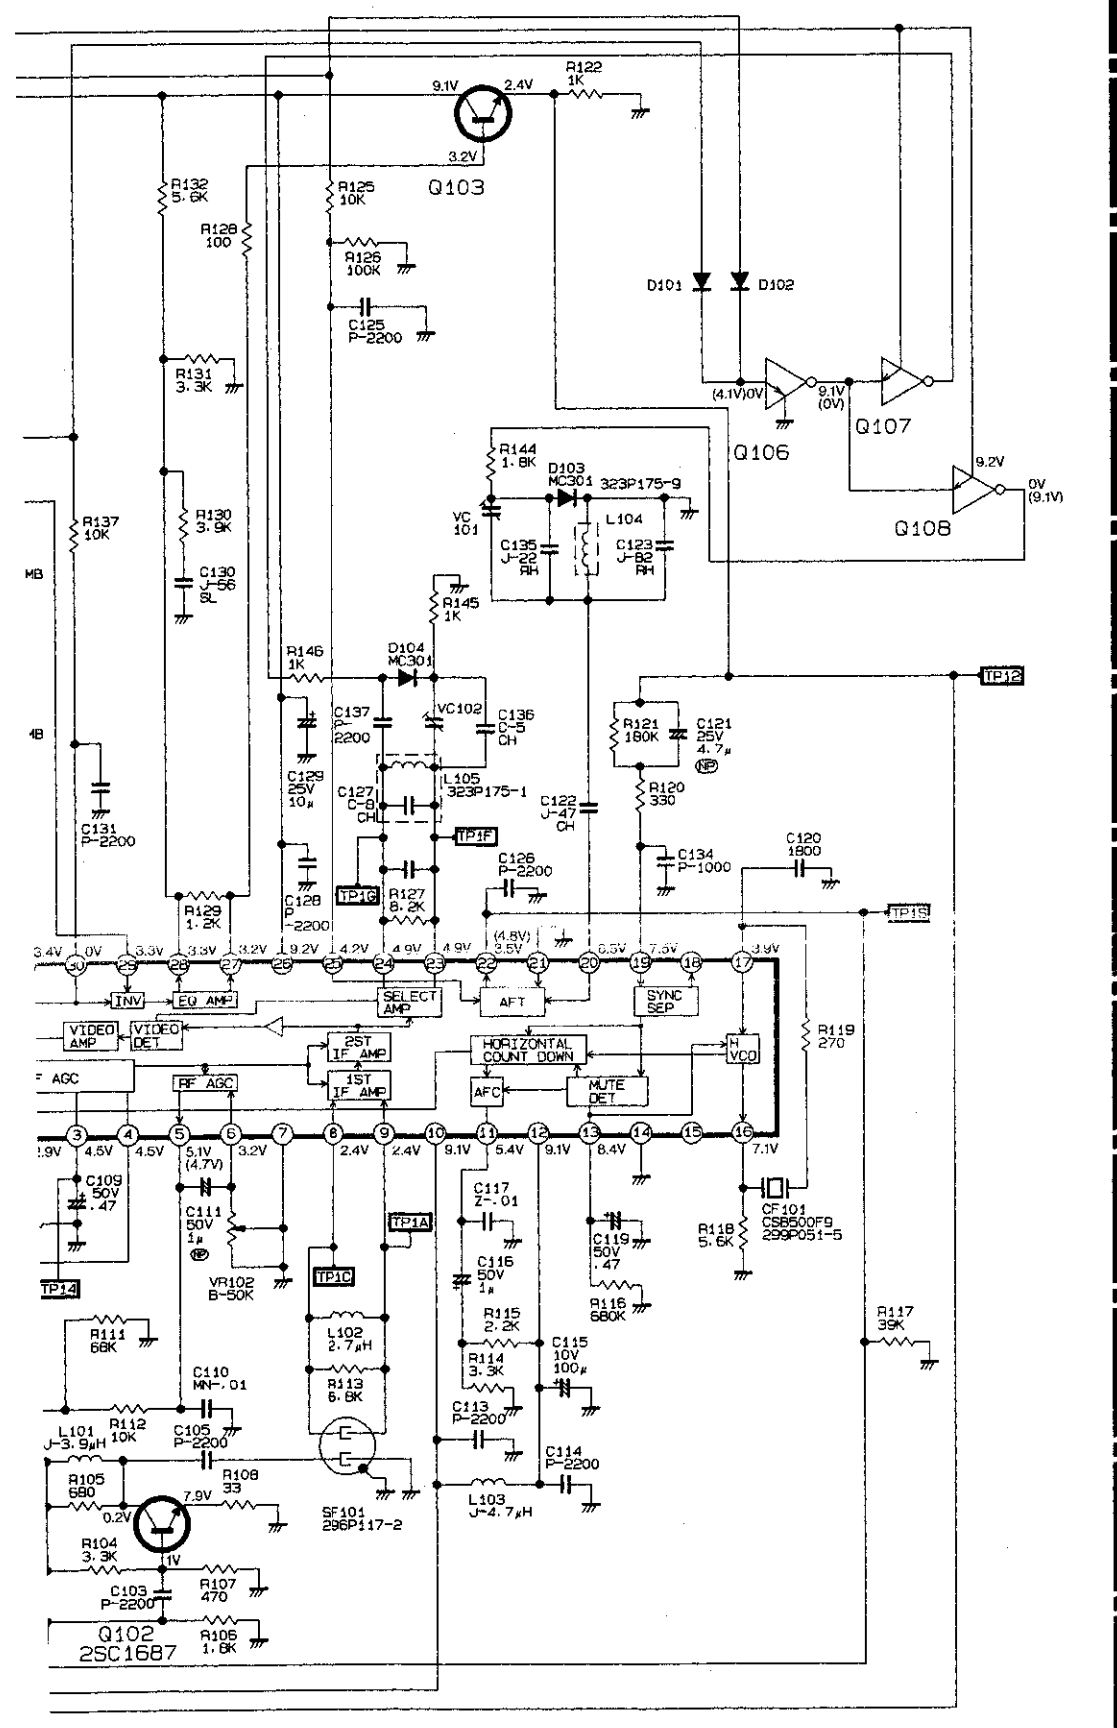 R122
1K
9.1V
2.4V
3.2V
Q103
R132
5.6K
R125
10K
R128
100
R126
100K
D101
D102
C125
P-2200
R131
3.3K
(4.1V)0V
9.1V
(0V)
Q107
Q106
R144
1.8K
D103
MC301
323P175-9
9.2V
0V
(9.1V)
Q108
R137
10K
R130
3.9K
VC
101
L104
C135
J-22
RH
C123
J-82
RH
MB
C130
J-56
SL
R145
1K
R146
1K
D104
MC301
TP12
C137
P-
2200
VC102
C136
C-5
CH
R121
180K
C121
25V
4.7μ
NP
C129
25V
10μ
L105
323P175-1
C127
C-8
CH
C122
J-47
CH
R120
330
C131
P-2200
TP1F
C120
1800
C126
P-2200
C134
P-1000
TP1G
R127
8.2K
C128
P
-2200
R129
1.2K
TP1S
3.4V
0V
3.3V
3.3V
3.2V
9.2V
4.2V
4.9V
4.9V
(4.8V)
3.5V
6.5V
7.5V
3.9V
30
29
28
27
26
25
24
23
22
21
20
19
18
17
INV
EQ AMP
SELECT
AMP
AFT
SYNC
SEP
VIDEO
AMP
VIDEO
DET
2ST
IF AMP
HORIZONTAL
COUNT DOWN
H
VCO
R119
270
F AGC
RF AGC
1ST
IF AMP
AFC
MUTE
DET
3
4
5
6
7
8
9
10
11
12
13
14
15
16
4.5V
4.5V
5.1V
(4.7V)
3.2V
2.4V
2.4V
9.1V
5.4V
9.1V
8.4V
7.1V
C109
50V
.47
C111
50V
1μ
NP
TP1A
C117
Z-.01
C119
50V
.47
R118
5.6K
CF101
CSB500F9
299P051-5
TP14
VR102
B-50K
TP1C
C116
50V
1μ
R116
680K
R111
68K
L102
2.7μH
R115
2.2K
R117
39K
C110
MN-.01
R113
6.8K
R114
3.3K
C115
10V
100μ
L101
J-3.9μH
R112
10K
C105
P-2200
C113
P-2200
C114
P-2200
R105
680
R108
33
7.9V
0.2V
SF101
296P117-2
L103
J-4.7μH
R104
3.3K
1V
C103
P-2200
R107
470
R106
1.8K
Q102
2SC1687